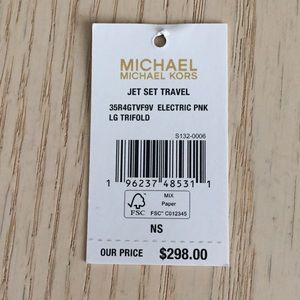 MICHAEL
MICHAEL KORS
JET SET TRAVEL
35R4GTVF9V ELECTRIC PNK
LG TRIFOLD
S132-0006
1 96237 48531 1
FSC
MIX
Paper
FSC™ C012345
NS
OUR PRICE $298.00